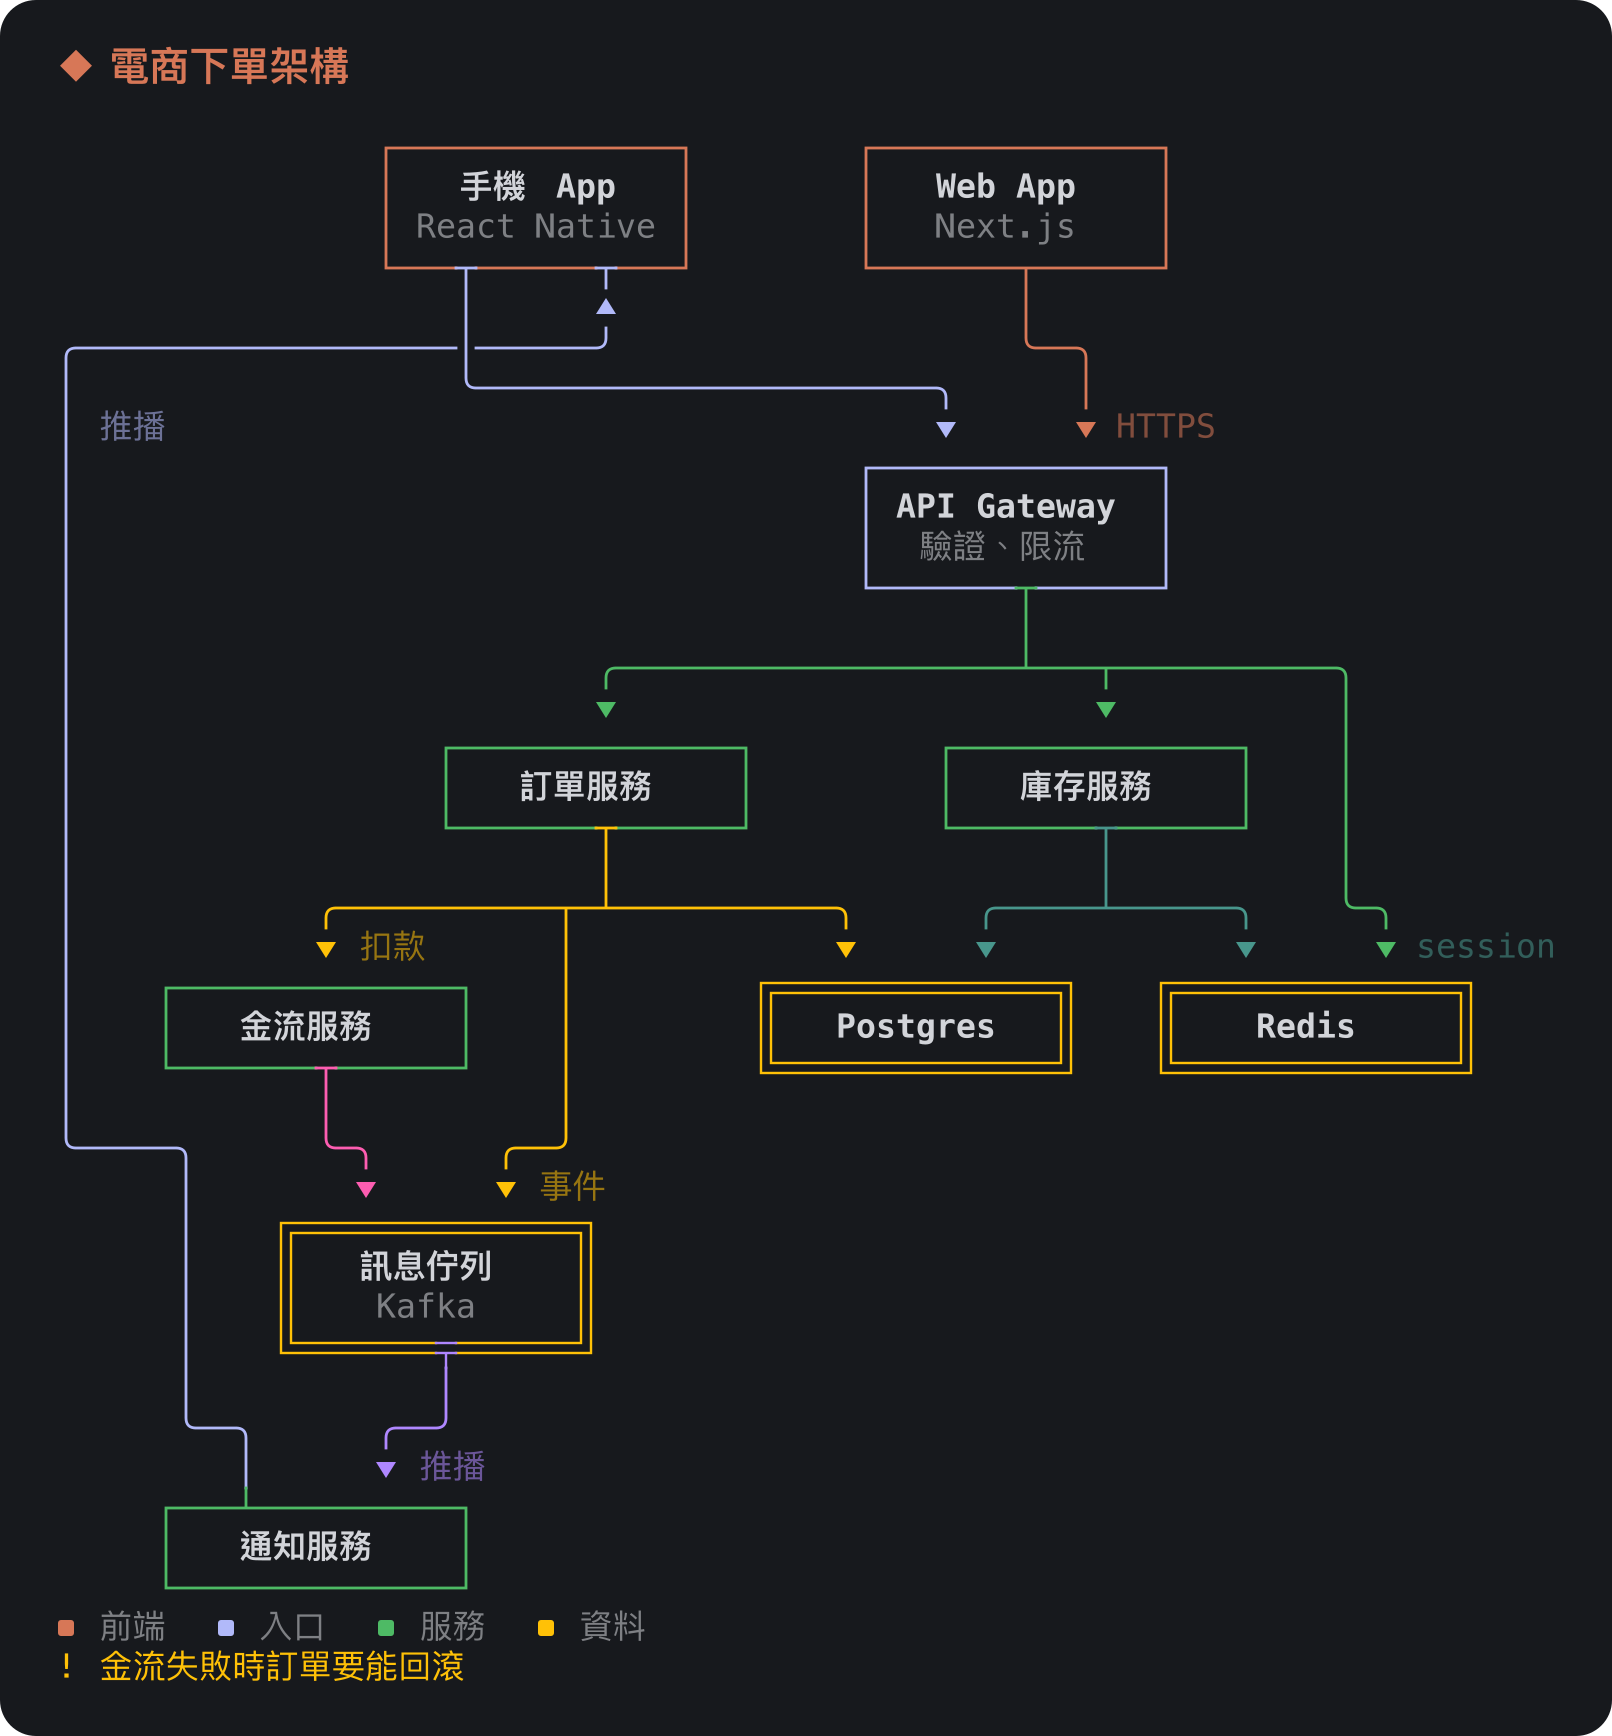 電商下單架構
手機 App
React Native
Web App
Next.js
推播
HTTPS
API Gateway
驗證、限流
訂單服務
庫存服務
扣款
session
金流服務
Postgres
Redis
事件
訊息佇列
Kafka
推播
通知服務
前端 入口 服務 資料
! 金流失敗時訂單要能回滾